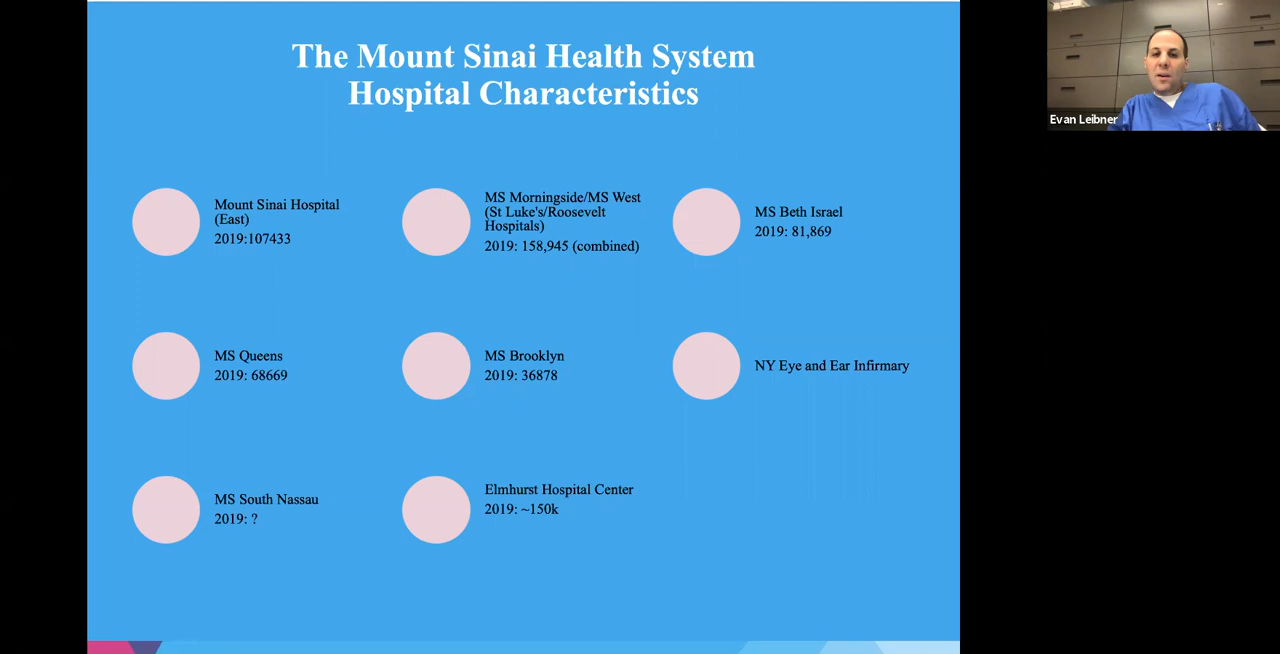 The Mount Sinai Health System
Hospital Characteristics
Evan Leibner
Mount Sinai Hospital
(East)
2019:107433
MS Morningside/MS West
(St Luke's/Roosevelt
Hospitals)
2019: 158,945 (combined)
MS Beth Israel
2019: 81,869
MS Queens
2019: 68669
MS Brooklyn
2019: 36878
NY Eye and Ear Infirmary
MS South Nassau
2019: ?
Elmhurst Hospital Center
2019: ~150k